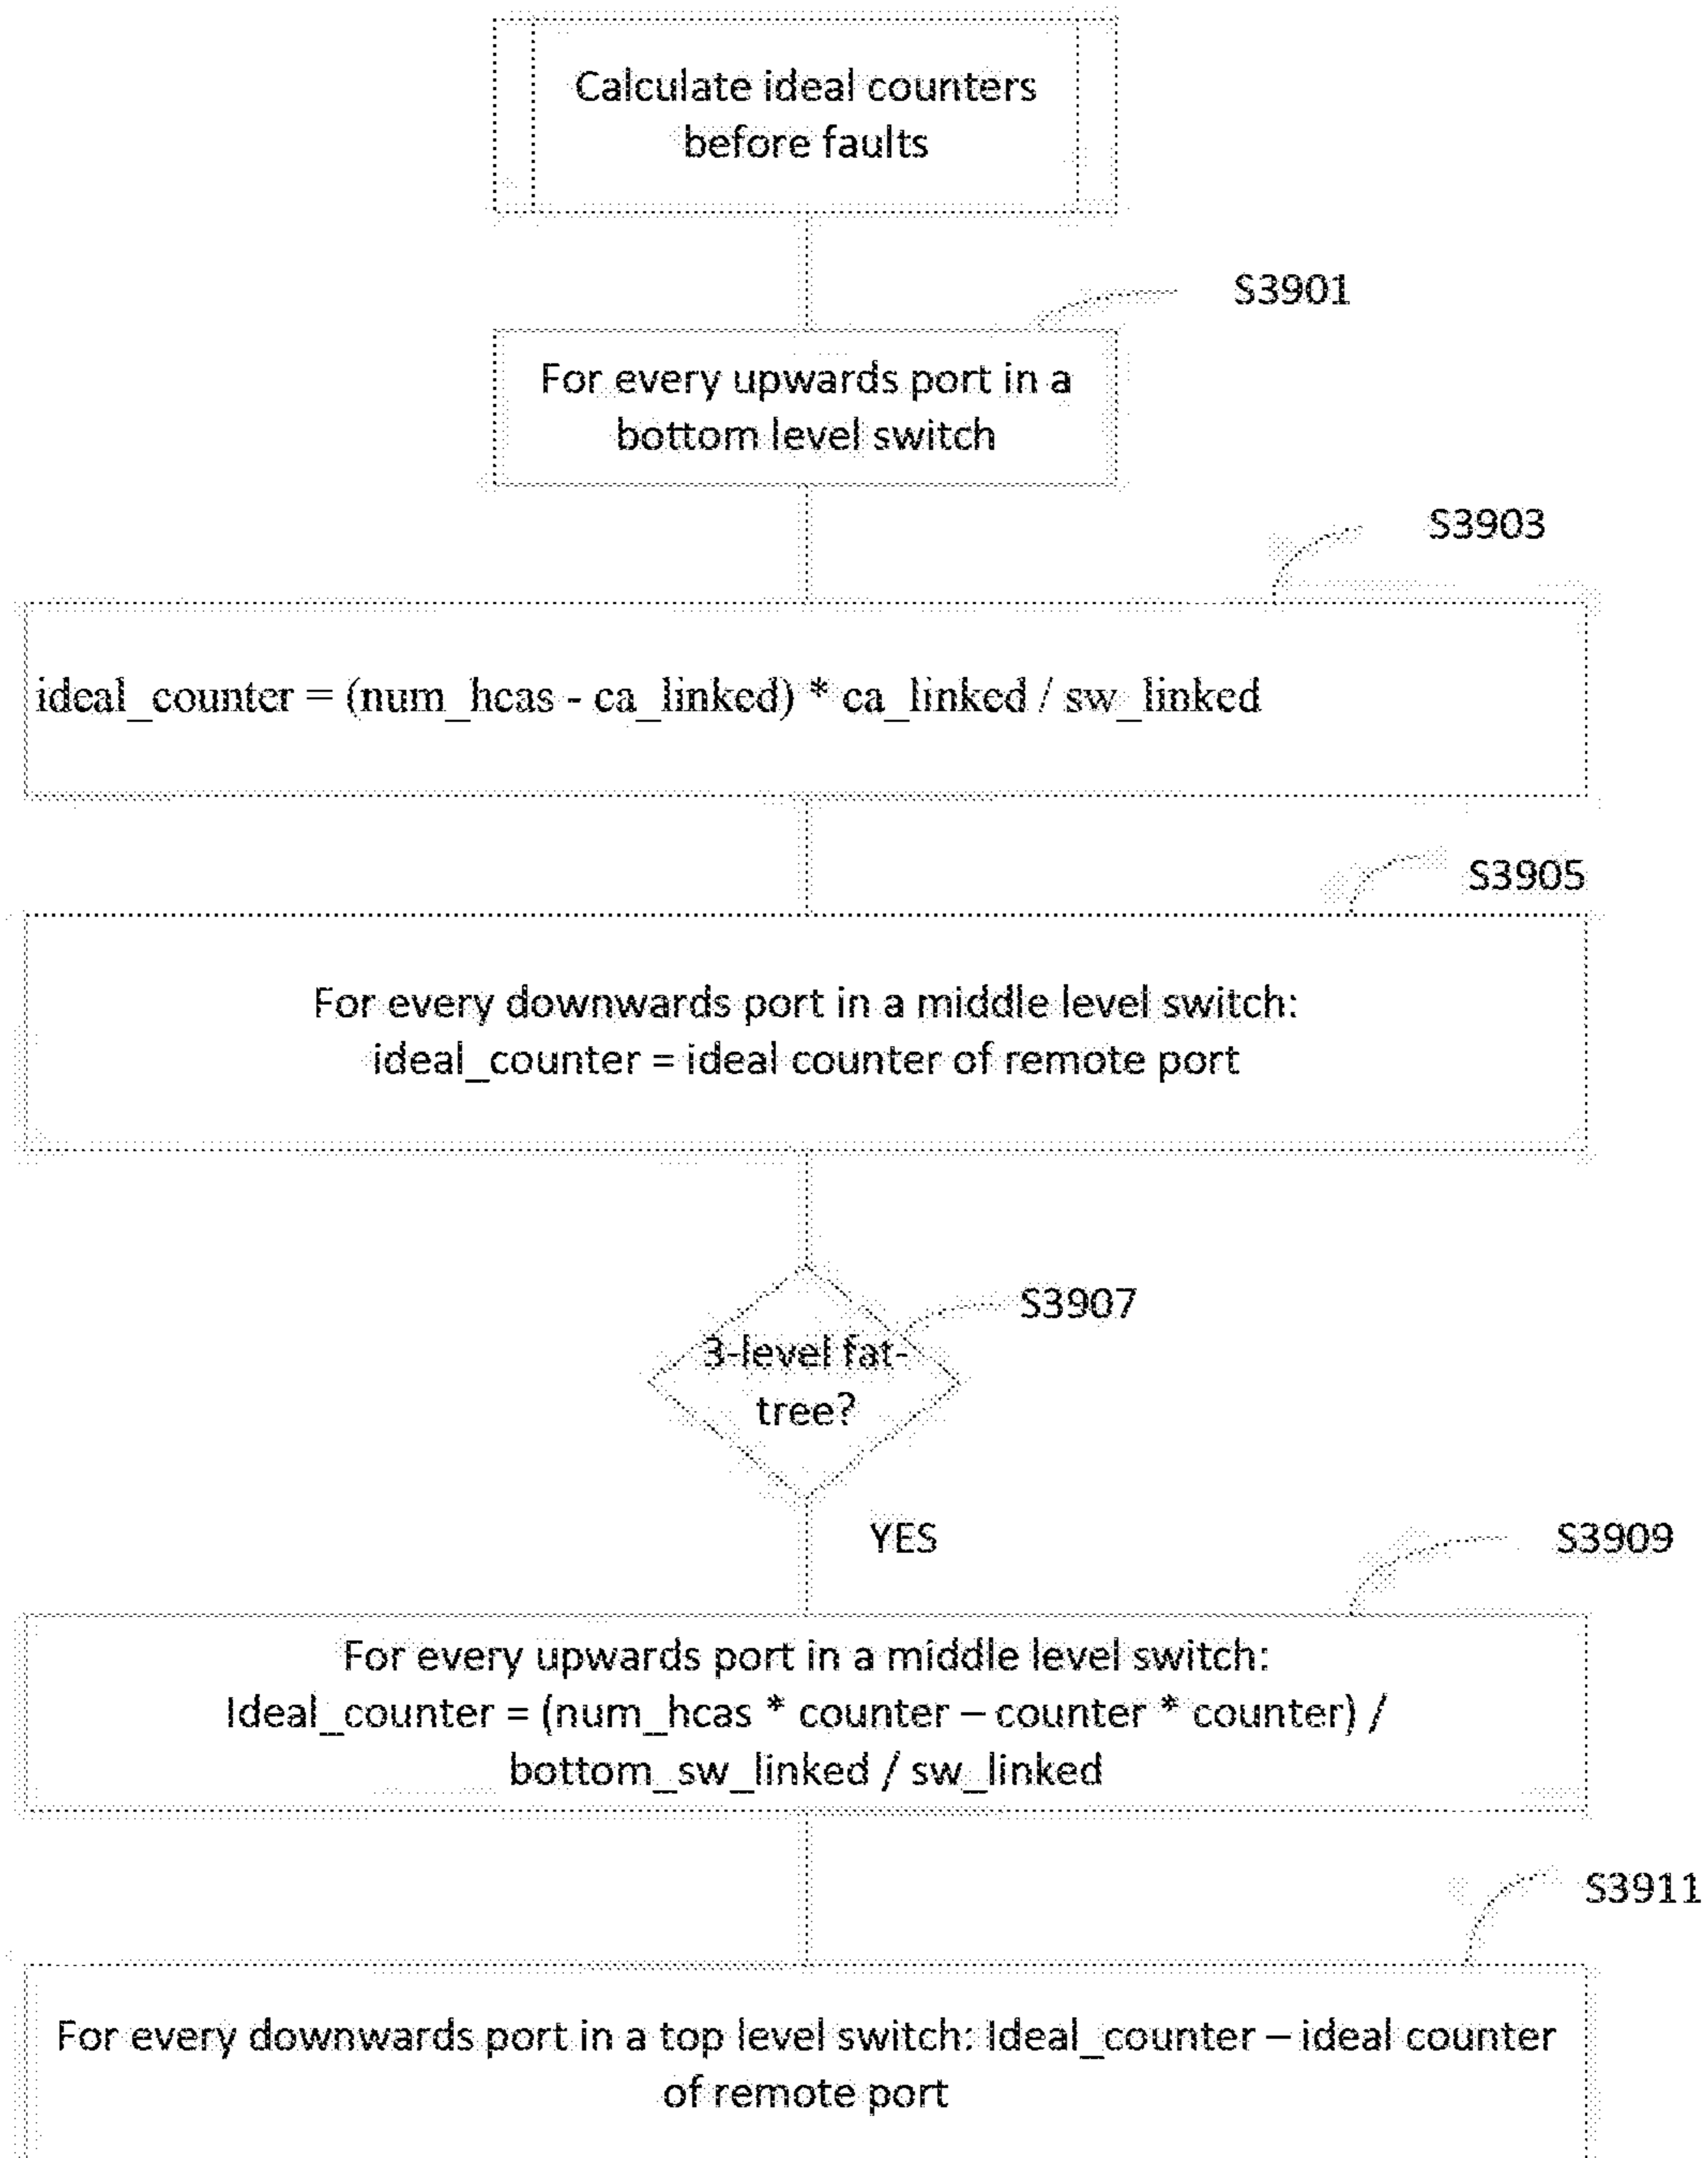 Calculate ideal counters
before faults
S3901
For every upwards port in a
bottom level switch
S3903
ideal_counter = (num_hcas - ca_linked) * ca_linked / sw_linked
S3905
For every downwards port in a middle level switch:
ideal_counter = ideal counter of remote port
S3907
3-level fat-
tree?
YES
S3909
For every upwards port in a middle level switch:
Ideal_counter = (num_hcas * counter – counter * counter) /
bottom_sw_linked / sw_linked
S3911
For every downwards port in a top level switch: Ideal_counter – ideal counter
of remote port